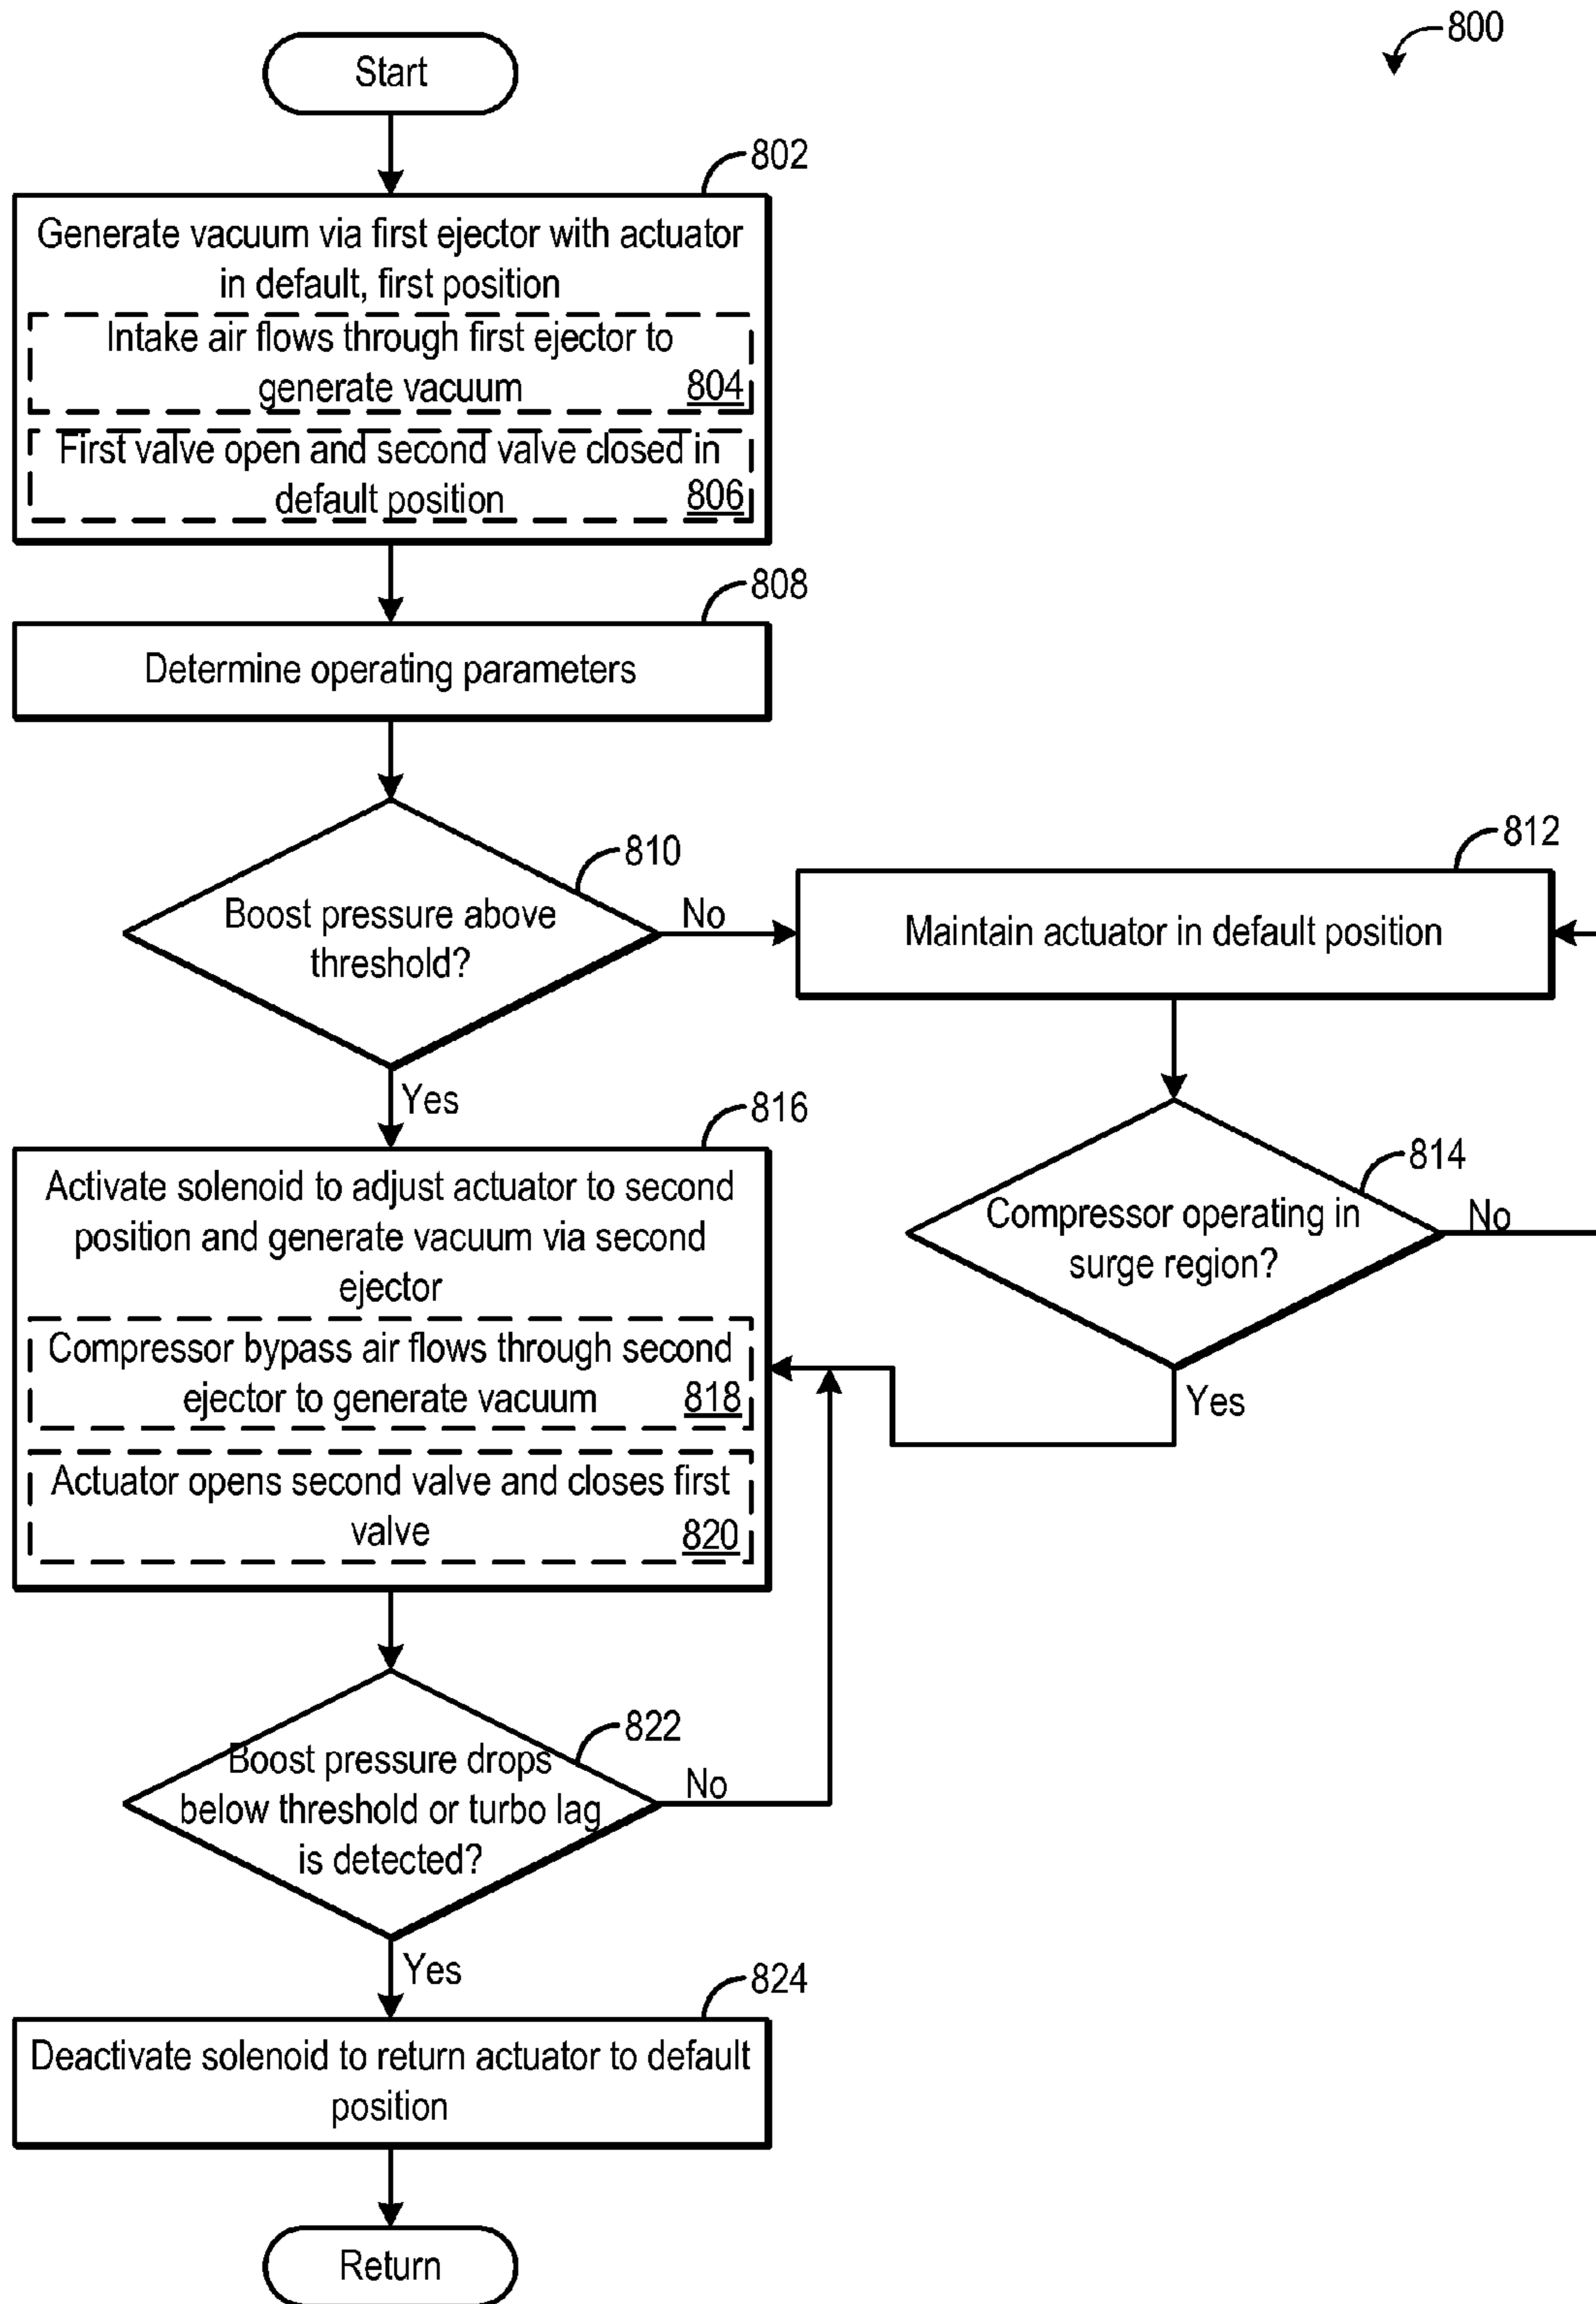 800
Start
802
Generate vacuum via first ejector with actuator
in default, first position
Intake air flows through first ejector to
generate vacuum 804
First valve open and second valve closed in
default position 806
808
Determine operating parameters
810
Boost pressure above
threshold?
No
Yes
812
Maintain actuator in default position
814
Compressor operating in
surge region?
No
Yes
816
Activate solenoid to adjust actuator to second
position and generate vacuum via second
ejector
Compressor bypass air flows through second
ejector to generate vacuum 818
Actuator opens second valve and closes first
valve 820
822
Boost pressure drops
below threshold or turbo lag
is detected?
No
Yes
824
Deactivate solenoid to return actuator to default
position
Return